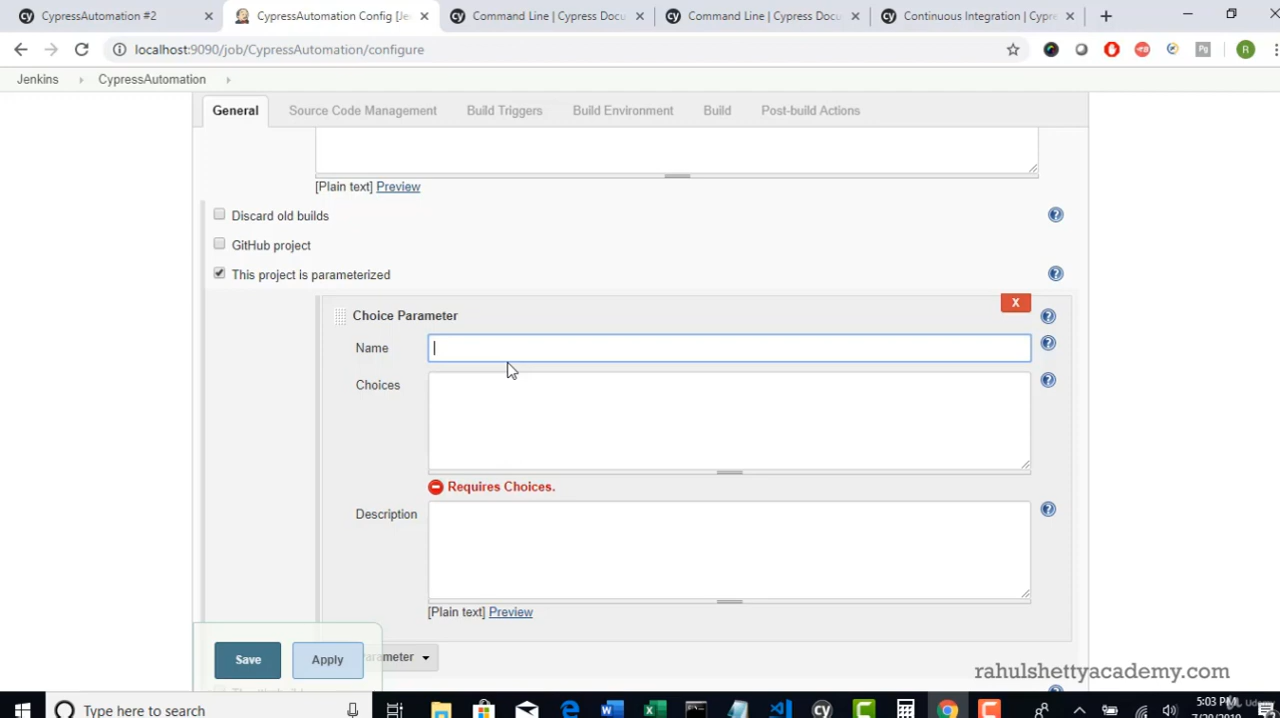 CypressAutomation #2
CypressAutomation Config [Je
Command Line | Cypress Docu
Command Line | Cypress Docu
Continuous Integration | Cypre
localhost:9090/job/CypressAutomation/configure
Jenkins
CypressAutomation
General
Source Code Management
Build Triggers
Build Environment
Build
Post-build Actions
[Plain text] Preview
Discard old builds
GitHub project
This project is parameterized
Choice Parameter
X
Name
Choices
Requires Choices.
Description
[Plain text] Preview
Save
Apply
arameter
rahulshettyacademy.com
Type here to search
5:03 PM